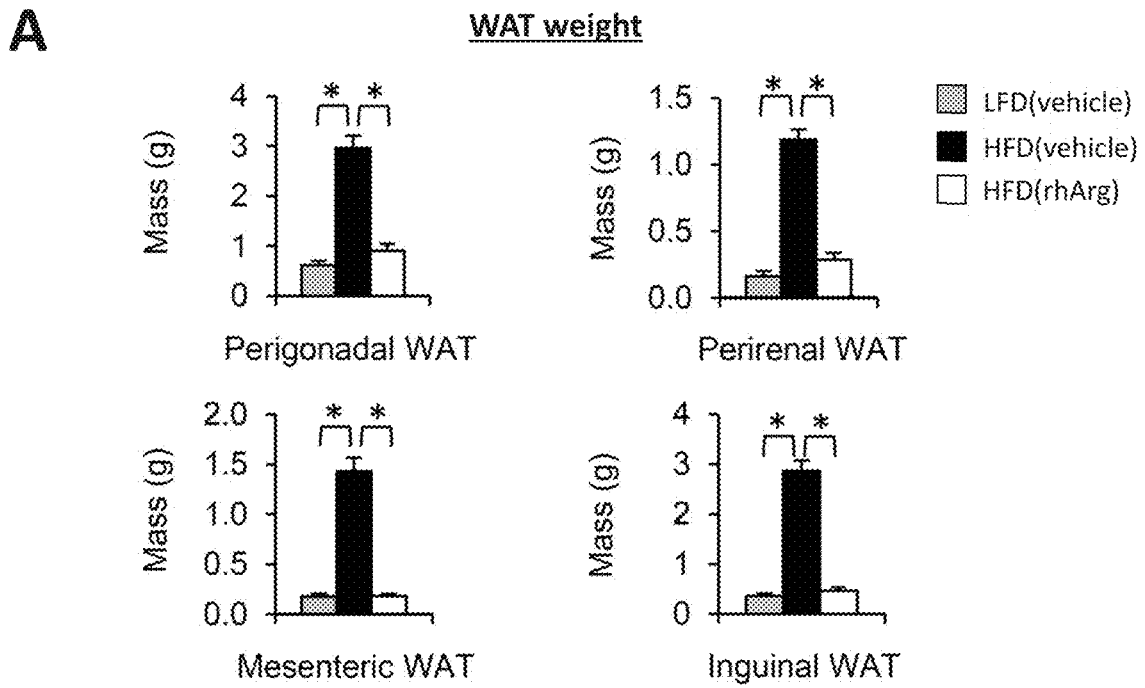 A
WAT weight
Mass (g)
4
3
2
1
0
* *
Perigonadal WAT
Mass (g)
1.5
1.0
0.5
0.0
* *
Perirenal WAT
LFD(vehicle)
HFD(vehicle)
HFD(rhArg)
Mass (g)
2.0
1.5
1.0
0.5
0.0
* *
Mesenteric WAT
Mass (g)
4
3
2
1
0
* *
Inguinal WAT